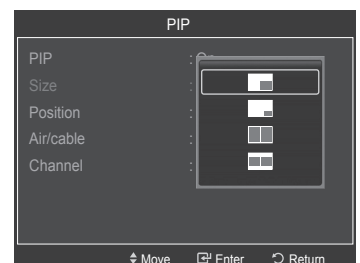 PIP
PIP :
Size :
Position :
Air/cable :
Channel :
Move Enter Return